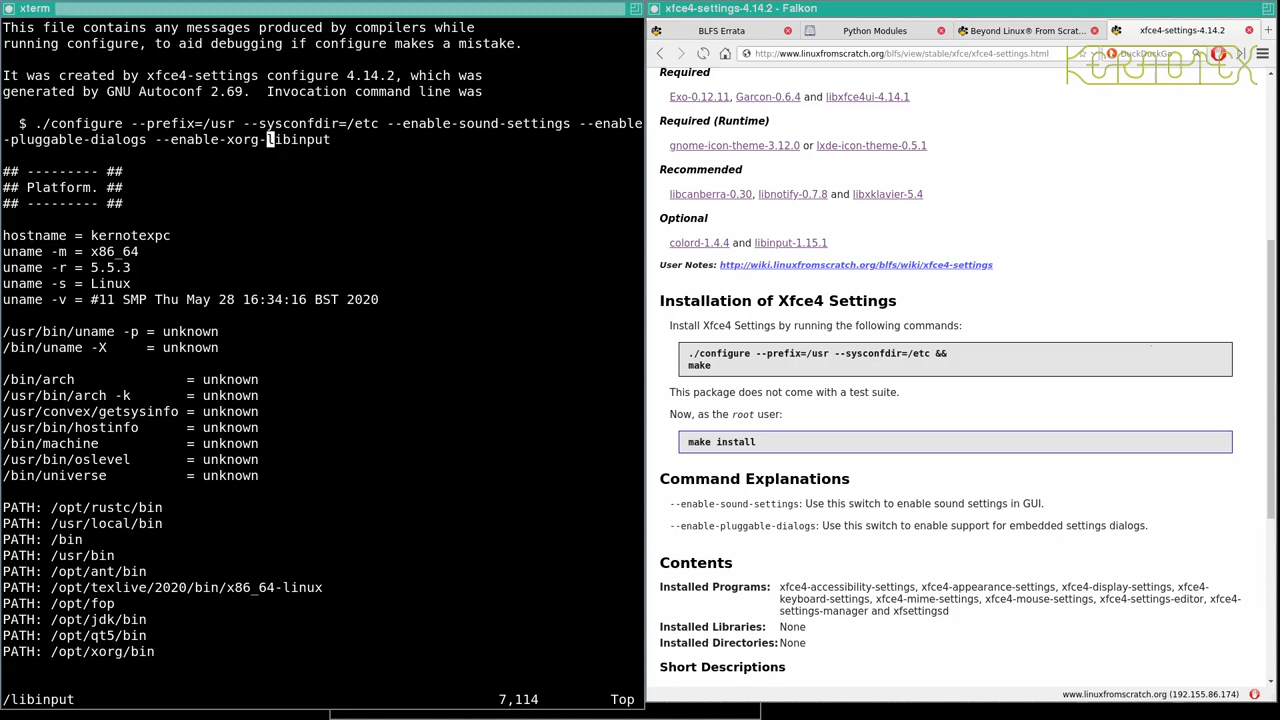 xterm
This file contains any messages produced by compilers while
running configure, to aid debugging if configure makes a mistake.
It was created by xfce4-settings configure 4.14.2, which was
generated by GNU Autoconf 2.69.  Invocation command line was
$ ./configure --prefix=/usr --sysconfdir=/etc --enable-sound-settings --enable
-pluggable-dialogs --enable-xorg-libinput
## --------- ##
## Platform. ##
## --------- ##
hostname = kernotexpc
uname -m = x86_64
uname -r = 5.5.3
uname -s = Linux
uname -v = #11 SMP Thu May 28 16:34:16 BST 2020
/usr/bin/uname -p = unknown
/bin/uname -X     = unknown
/bin/arch              = unknown
/usr/bin/arch -k       = unknown
/usr/convex/getsysinfo = unknown
/usr/bin/hostinfo      = unknown
/bin/machine           = unknown
/usr/bin/oslevel       = unknown
/bin/universe          = unknown
PATH: /opt/rustc/bin
PATH: /usr/local/bin
PATH: /bin
PATH: /usr/bin
PATH: /opt/ant/bin
PATH: /opt/texlive/2020/bin/x86_64-linux
PATH: /opt/fop
PATH: /opt/jdk/bin
PATH: /opt/qt5/bin
PATH: /opt/xorg/bin
/libinput 7,114 Top
xfce4-settings-4.14.2 - Falkon
BLFS Errata Python Modules Beyond Linux® From Scrat... xfce4-settings-4.14.2
http://www.linuxfromscratch.org/blfs/view/stable/xfce/xfce4-settings.html DuckDuckGo
kernotex
Required
Exo-0.12.11, Garcon-0.6.4 and libxfce4ui-4.14.1
Required (Runtime)
gnome-icon-theme-3.12.0 or lxde-icon-theme-0.5.1
Recommended
libcanberra-0.30, libnotify-0.7.8 and libxklavier-5.4
Optional
colord-1.4.4 and libinput-1.15.1
User Notes: http://wiki.linuxfromscratch.org/blfs/wiki/xfce4-settings
Installation of Xfce4 Settings
Install Xfce4 Settings by running the following commands:
./configure --prefix=/usr --sysconfdir=/etc &&
make
This package does not come with a test suite.
Now, as the root user:
make install
Command Explanations
--enable-sound-settings: Use this switch to enable sound settings in GUI.
--enable-pluggable-dialogs: Use this switch to enable support for embedded settings dialogs.
Contents
Installed Programs: xfce4-accessibility-settings, xfce4-appearance-settings, xfce4-display-settings, xfce4-
keyboard-settings, xfce4-mime-settings, xfce4-mouse-settings, xfce4-settings-editor, xfce4-
settings-manager and xfsettingsd
Installed Libraries: None
Installed Directories: None
Short Descriptions
www.linuxfromscratch.org (192.155.86.174)